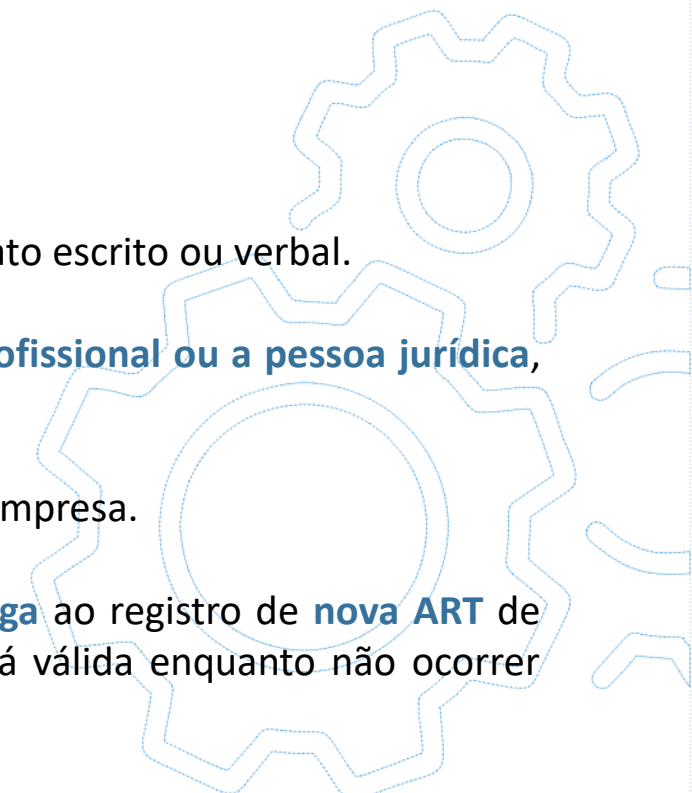 nto escrito ou verbal.
ofissional ou a pessoa jurídica,
mpresa.
ga ao registro de nova ART de
á válida enquanto não ocorrer